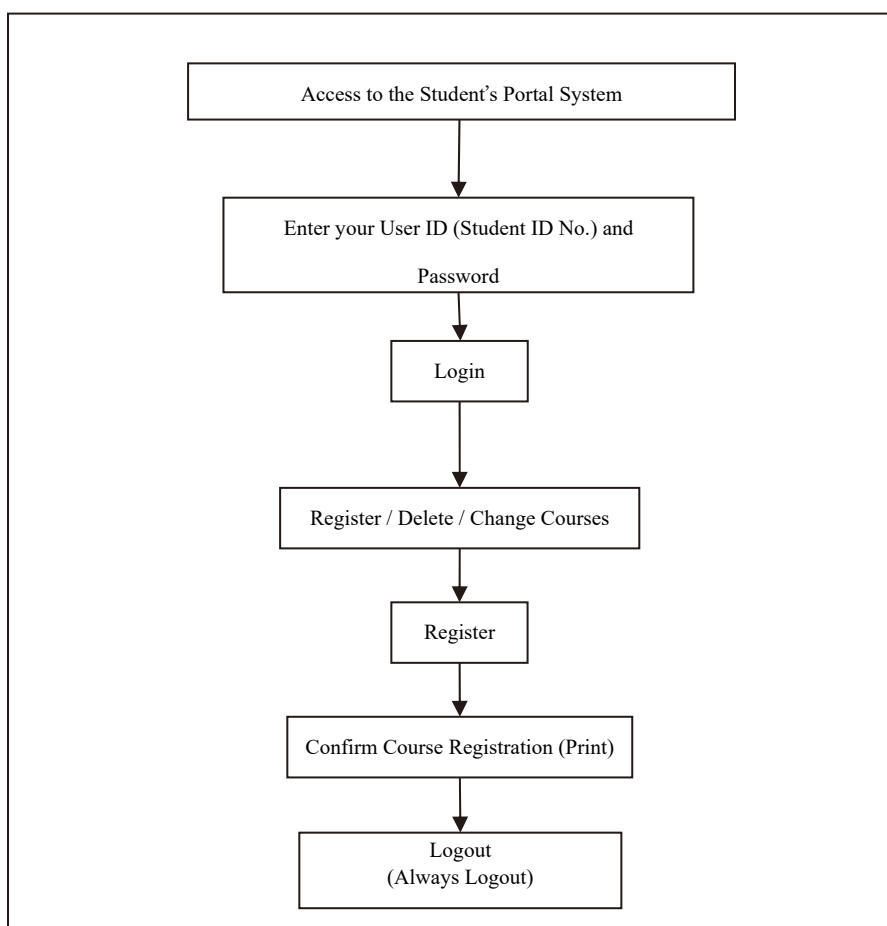 Access to the Student’s Portal System
Enter your User ID (Student ID No.) and
Password
Login
Register / Delete / Change Courses
Register
Confirm Course Registration (Print)
Logout
(Always Logout)